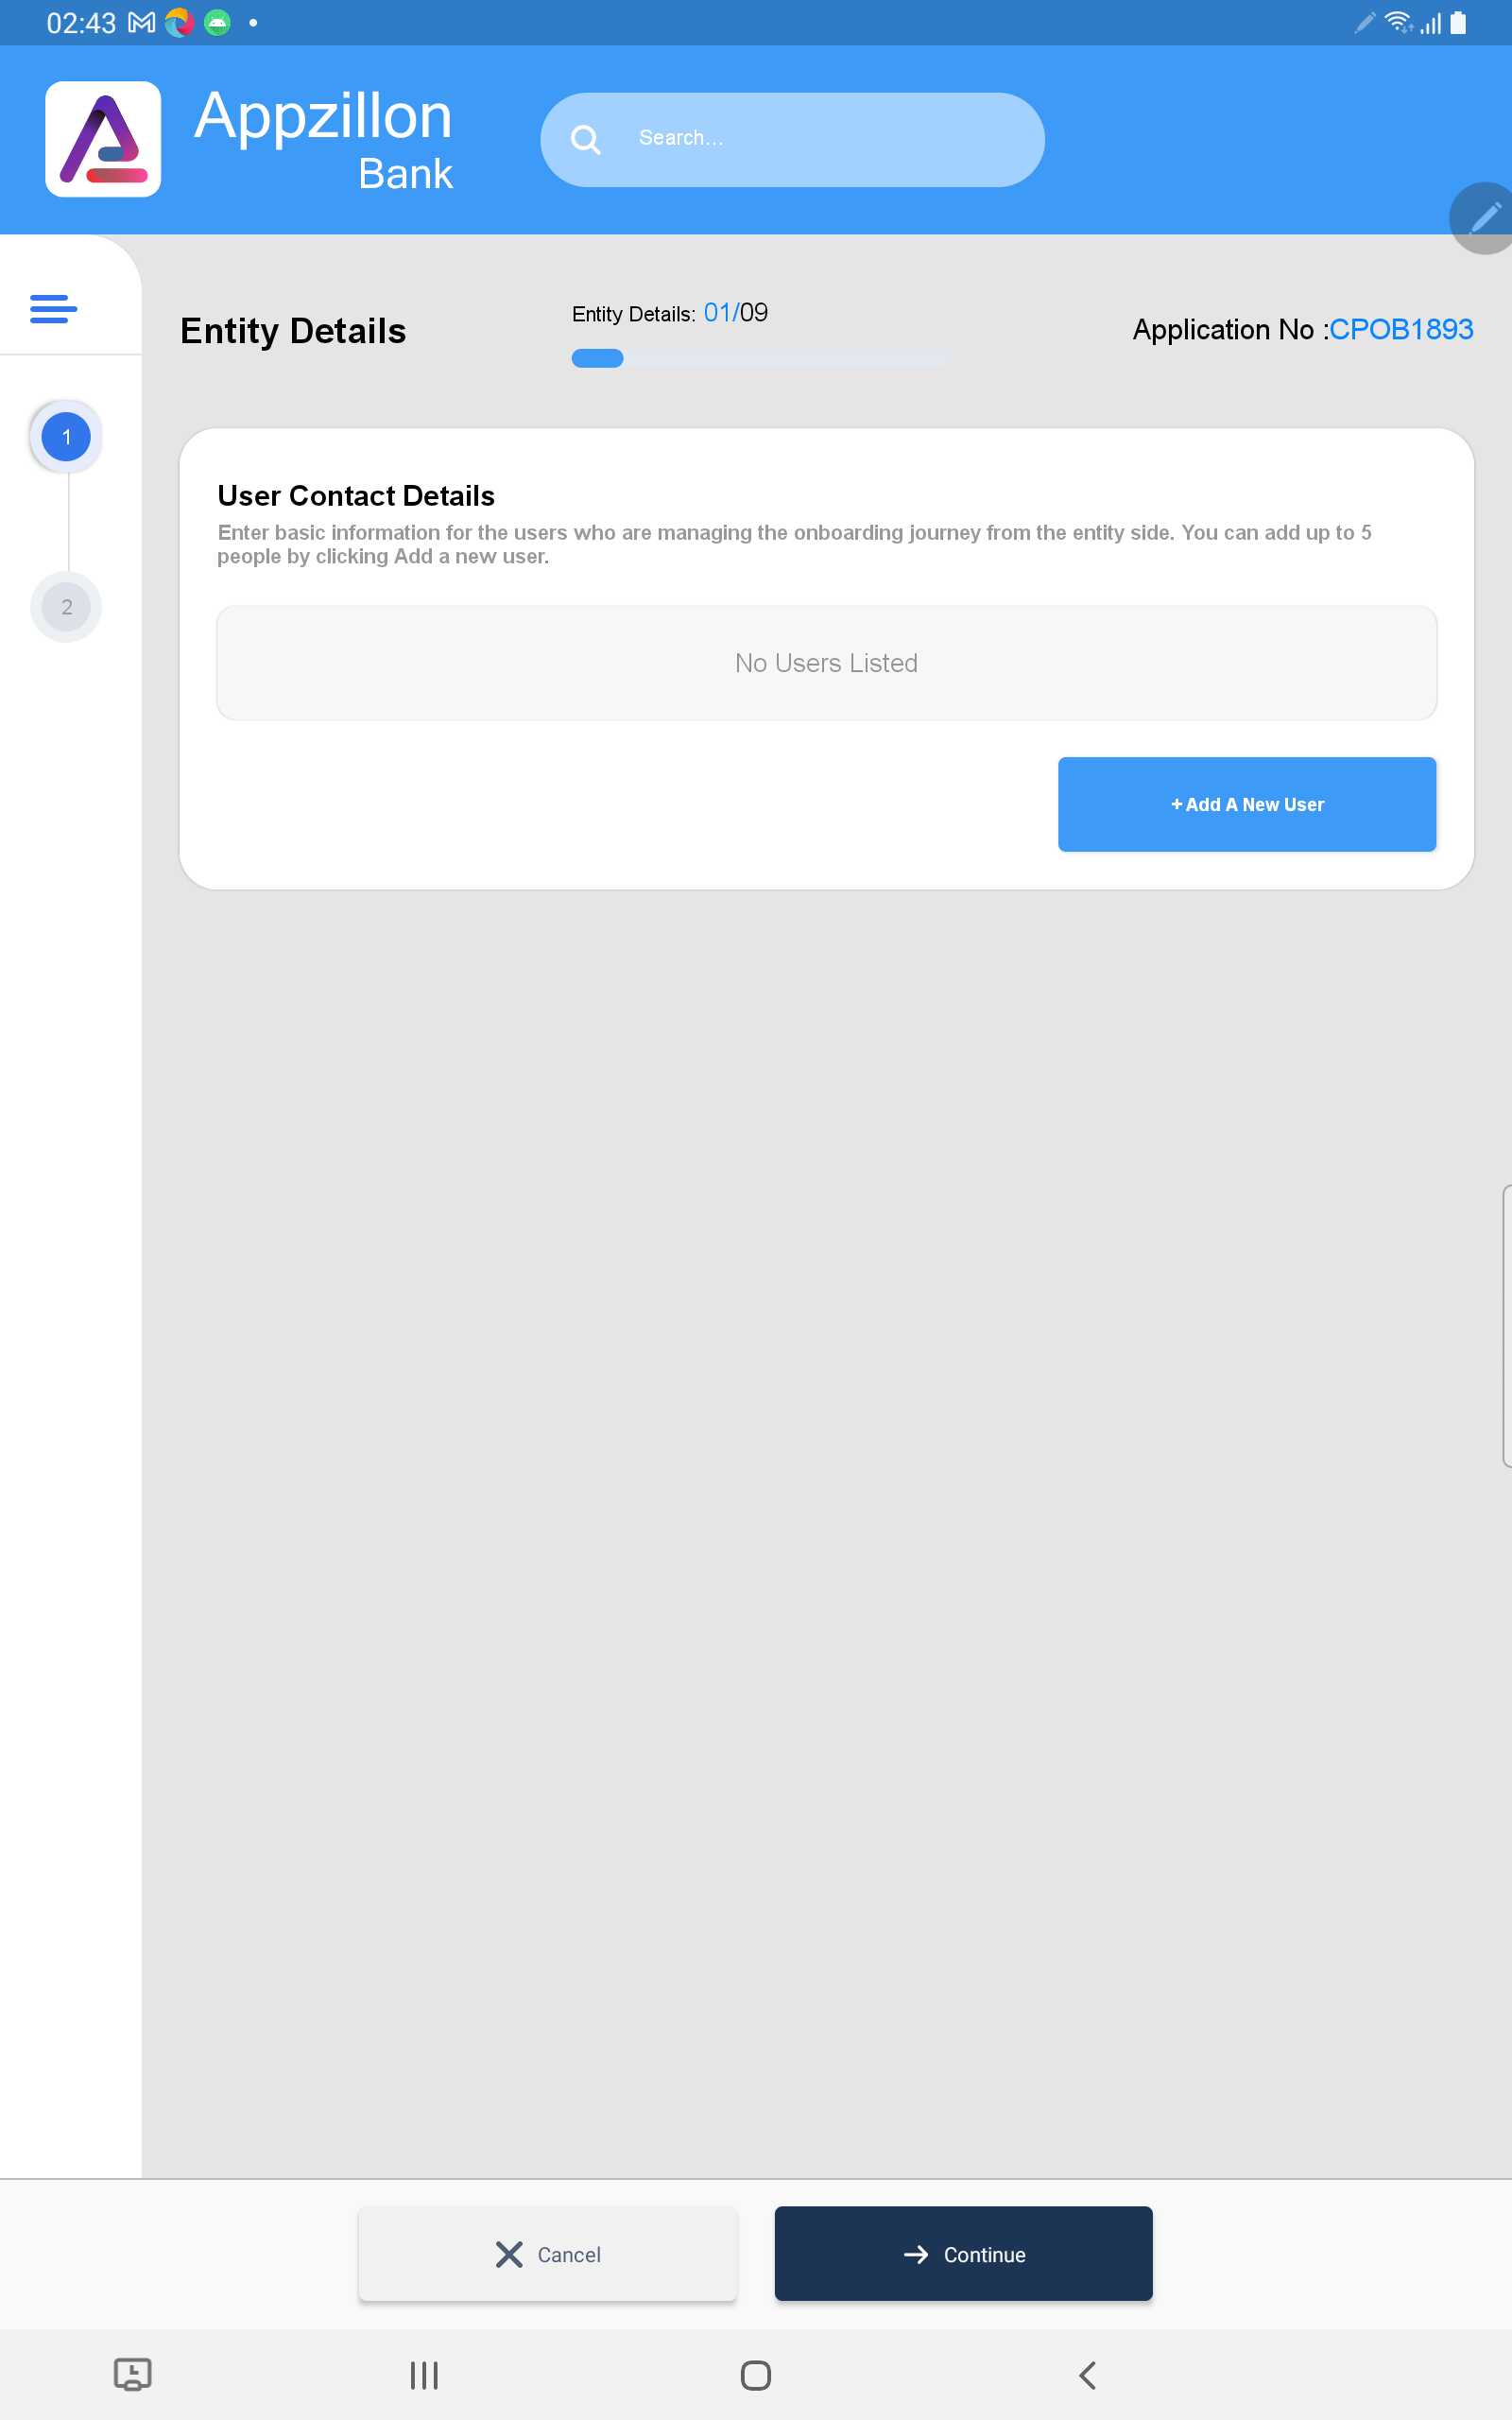 02:43
Appzillon
Bank
Search...
Entity Details
Entity Details: 01/09
Application No :CPOB1893
1
2
User Contact Details
Enter basic information for the users who are managing the onboarding journey from the entity side. You can add up to 5
people by clicking Add a new user.
No Users Listed
+ Add A New User
Cancel
Continue